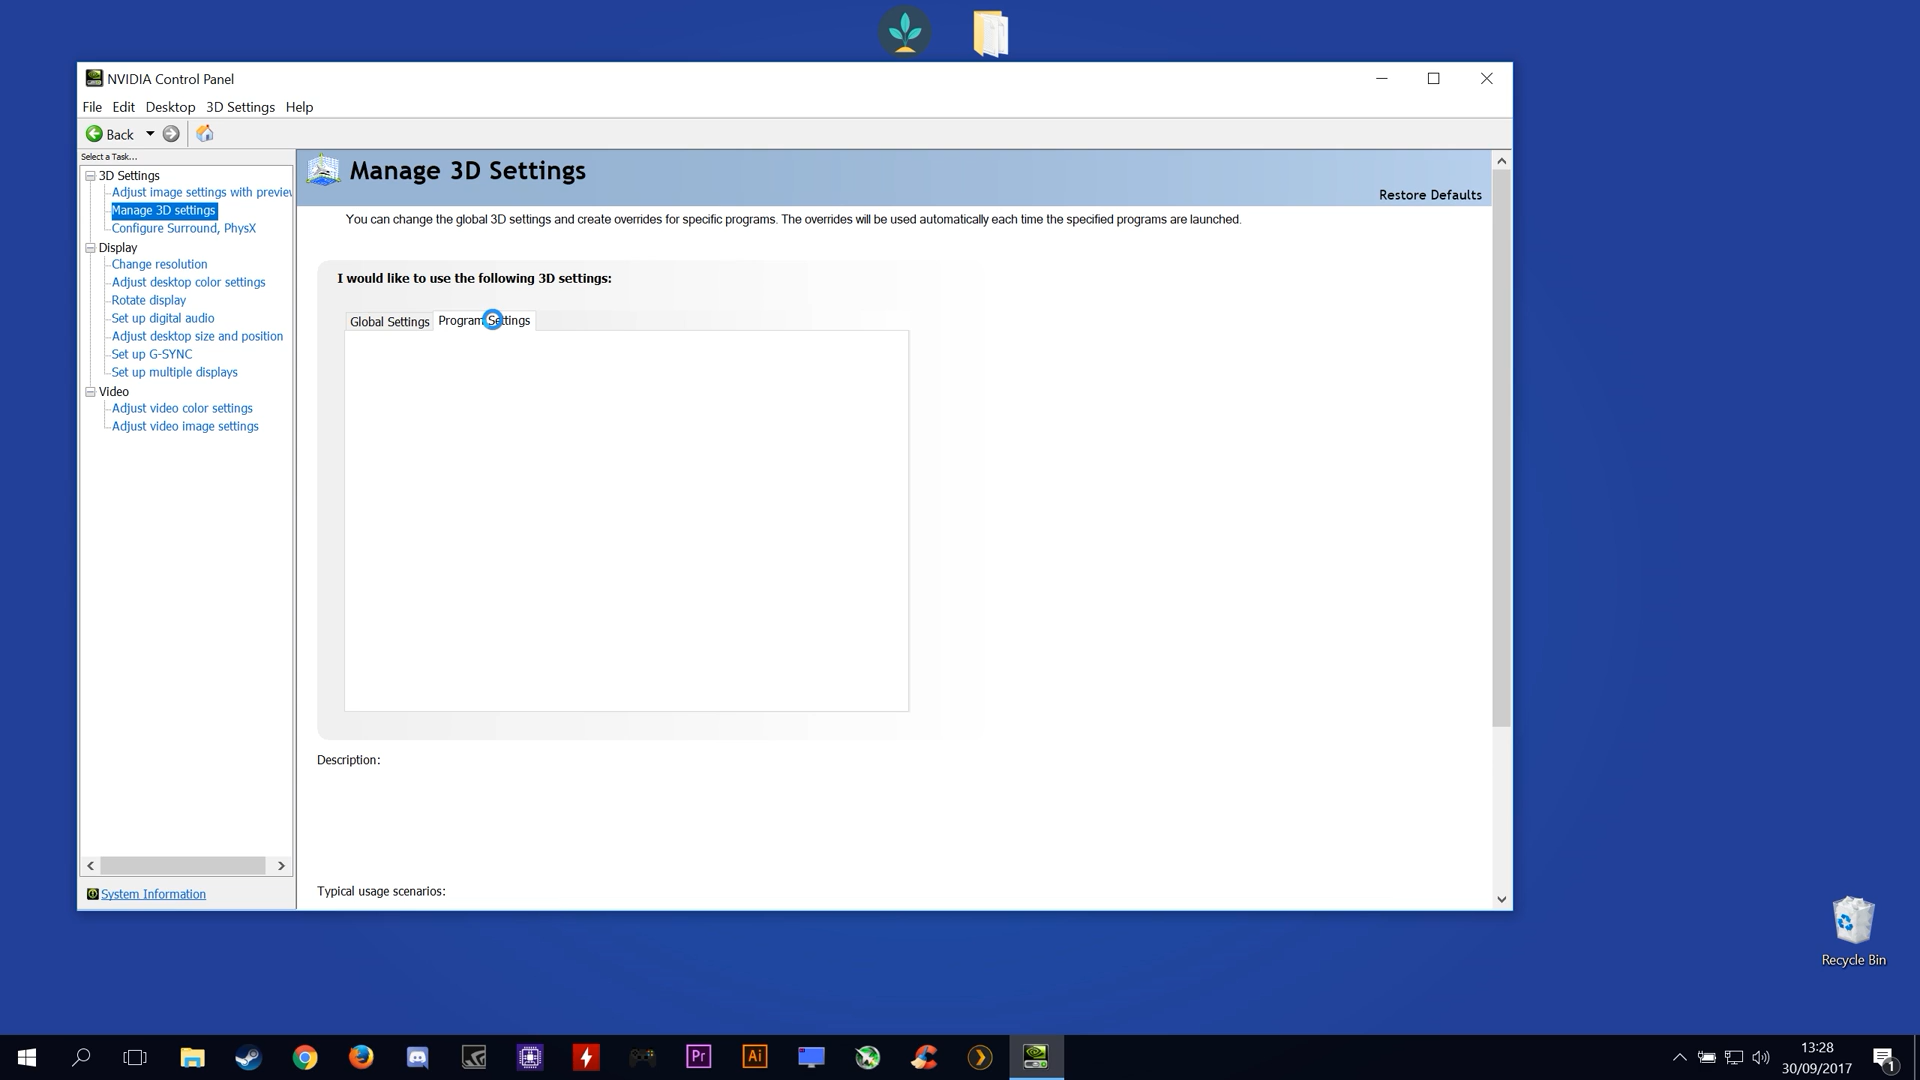 NVIDIA Control Panel
File Edit Desktop 3D Settings Help
Back
Select a Task...
3D Settings
Adjust image settings with preview
Manage 3D settings
Configure Surround, PhysX
Display
Change resolution
Adjust desktop color settings
Rotate display
Set up digital audio
Adjust desktop size and position
Set up G-SYNC
Set up multiple displays
Video
Adjust video color settings
Adjust video image settings
System Information
Manage 3D Settings
Restore Defaults
You can change the global 3D settings and create overrides for specific programs. The overrides will be used automatically each time the specified programs are launched.
I would like to use the following 3D settings:
Global Settings Program Settings
Description:
Typical usage scenarios:
Recycle Bin
Pr
Ai
13:28
30/09/2017
1